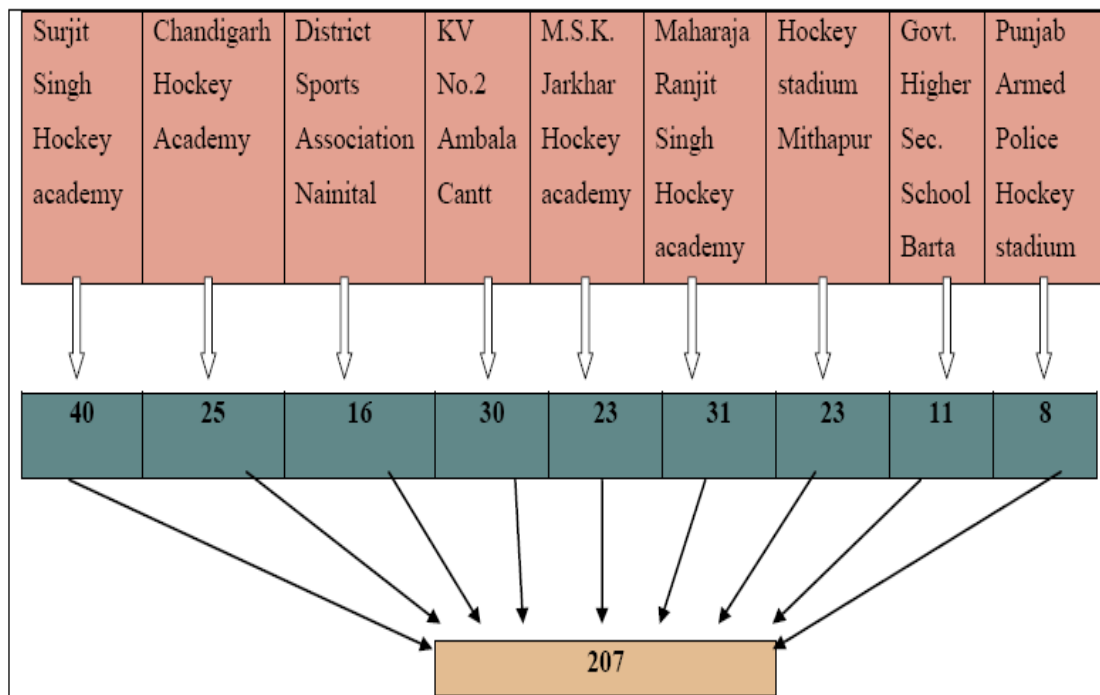 Surjit
Singh
Hockey
academy
Chandigarh
Hockey
Academy
District
Sports
Association
Nainital
KV
No.2
Ambala
Cantt
M.S.K.
Jarkhar
Hockey
academy
Maharaja
Ranjit
Singh
Hockey
academy
Hockey
stadium
Mithapur
Govt.
Higher
Sec.
School
Barta
Punjab
Armed
Police
Hockey
stadium
40 25 16 30 23 31 23 11 8
207